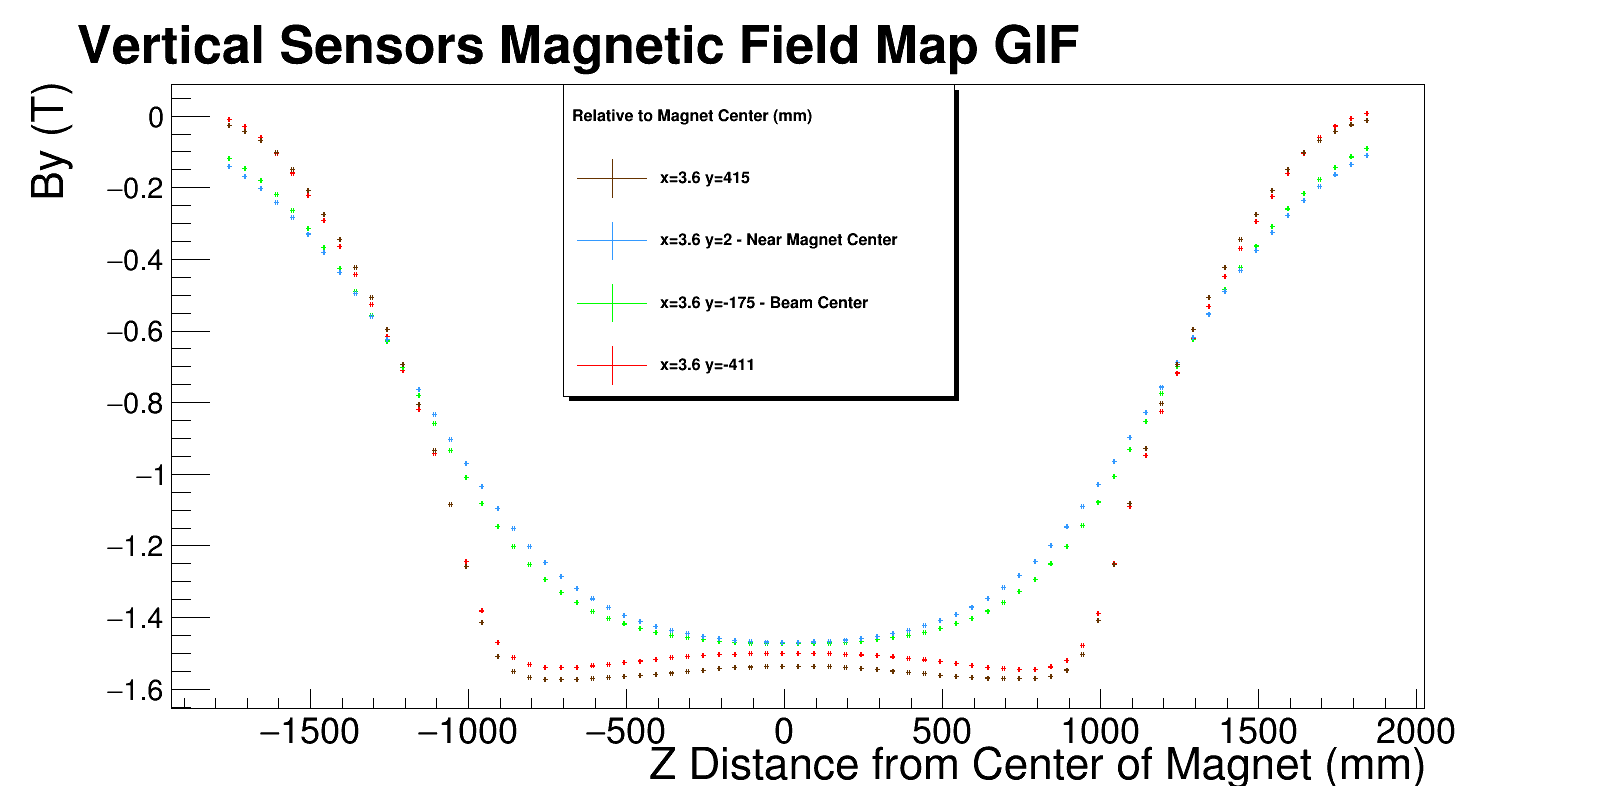 Vertical Sensors Magnetic Field Map GIF
By (T)
Relative to Magnet Center (mm)
x=3.6 y=415
x=3.6 y=2 - Near Magnet Center
x=3.6 y=-175 - Beam Center
x=3.6 y=-411
0
−0.2
−0.4
−0.6
−0.8
−1
−1.2
−1.4
−1.6
−1500 −1000 −500 0 500 1000 1500 2000
Z Distance from Center of Magnet (mm)